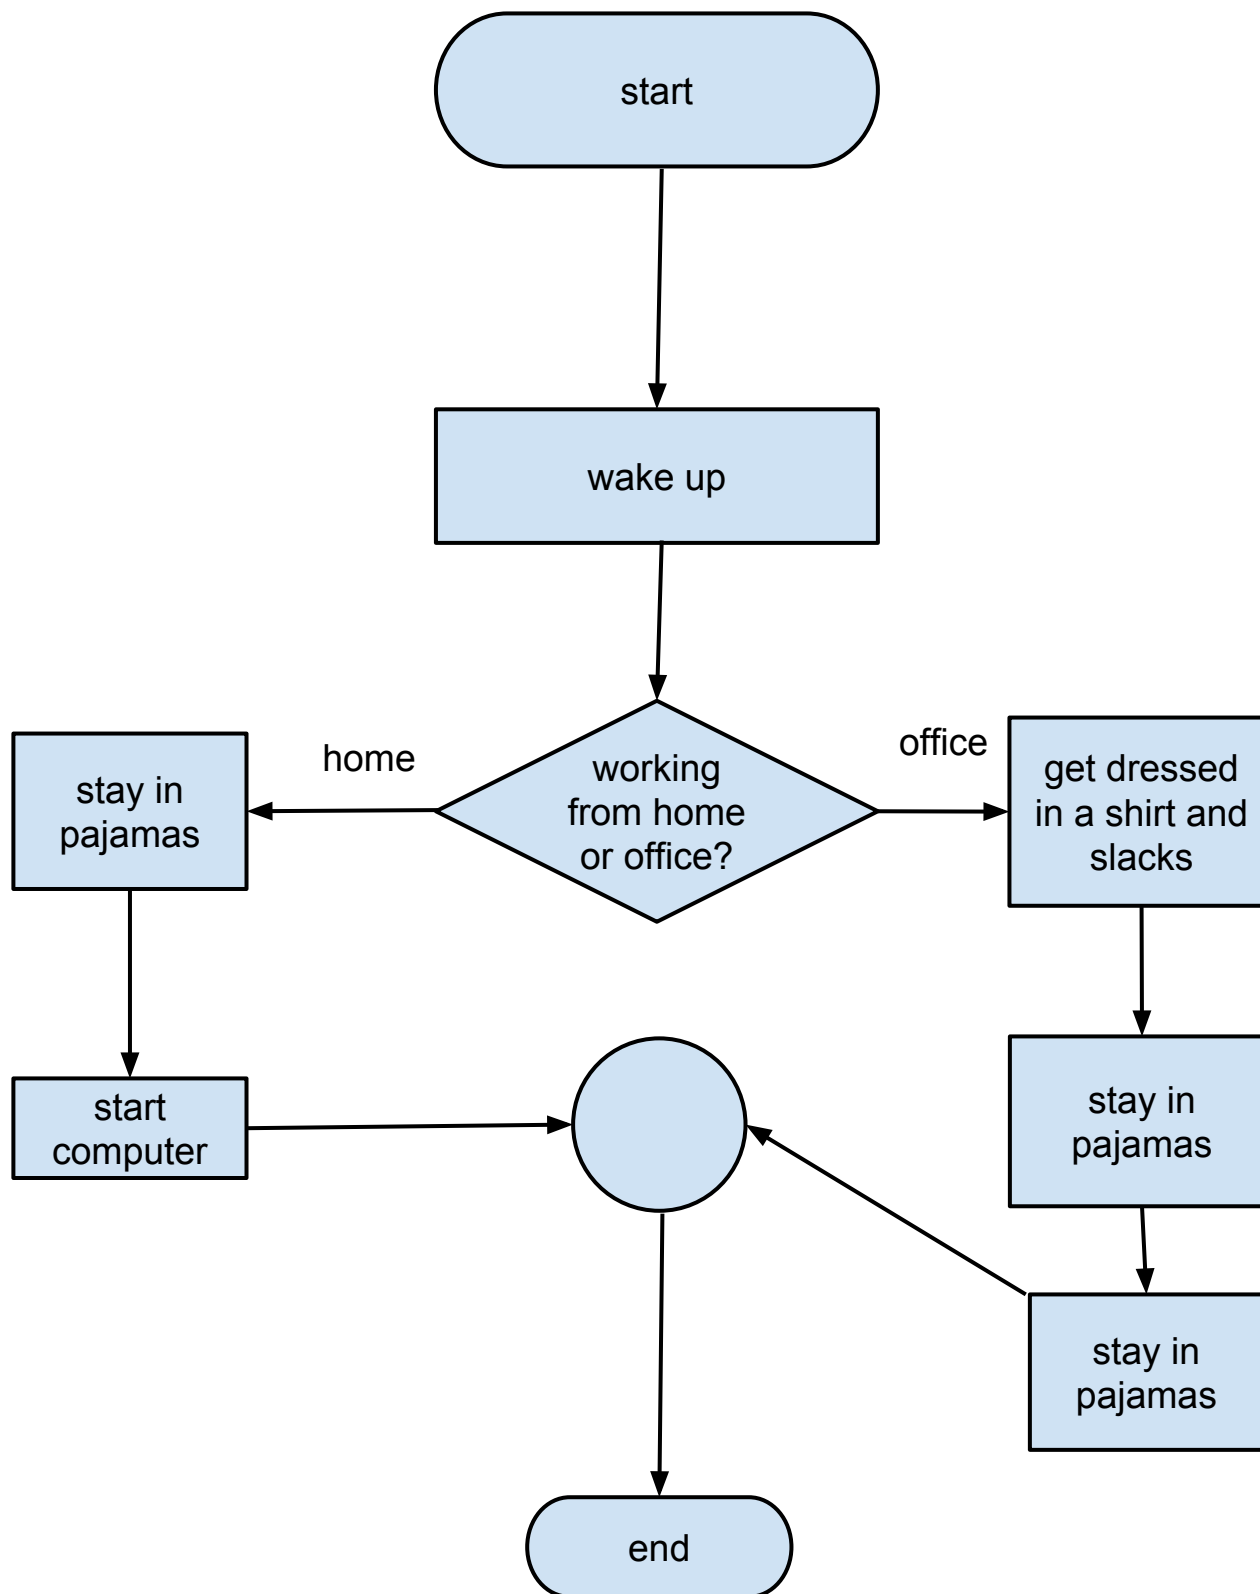 start
wake up
home
office
working
from home
or office?
stay in
pajamas
get dressed
in a shirt and
slacks
start
computer
stay in
pajamas
stay in
pajamas
end